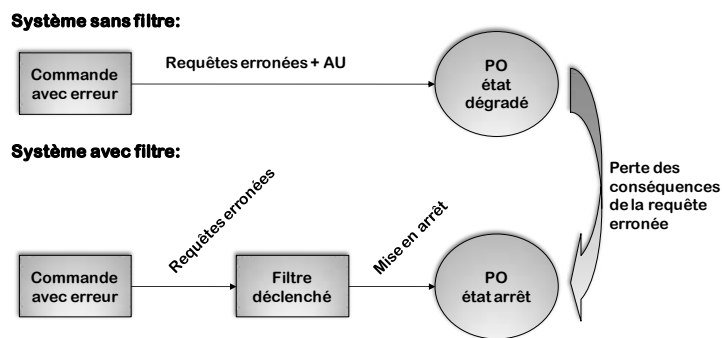 Système sans filtre:
Commande
avec erreur
Requêtes erronées + AU
PO
état
dégradé
Système avec filtre:
Commande
avec erreur
Requêtes erronées
Filtre
déclenché
Mise en arrêt
PO
état arrêt
Perte des
conséquences
de la requête
erronée